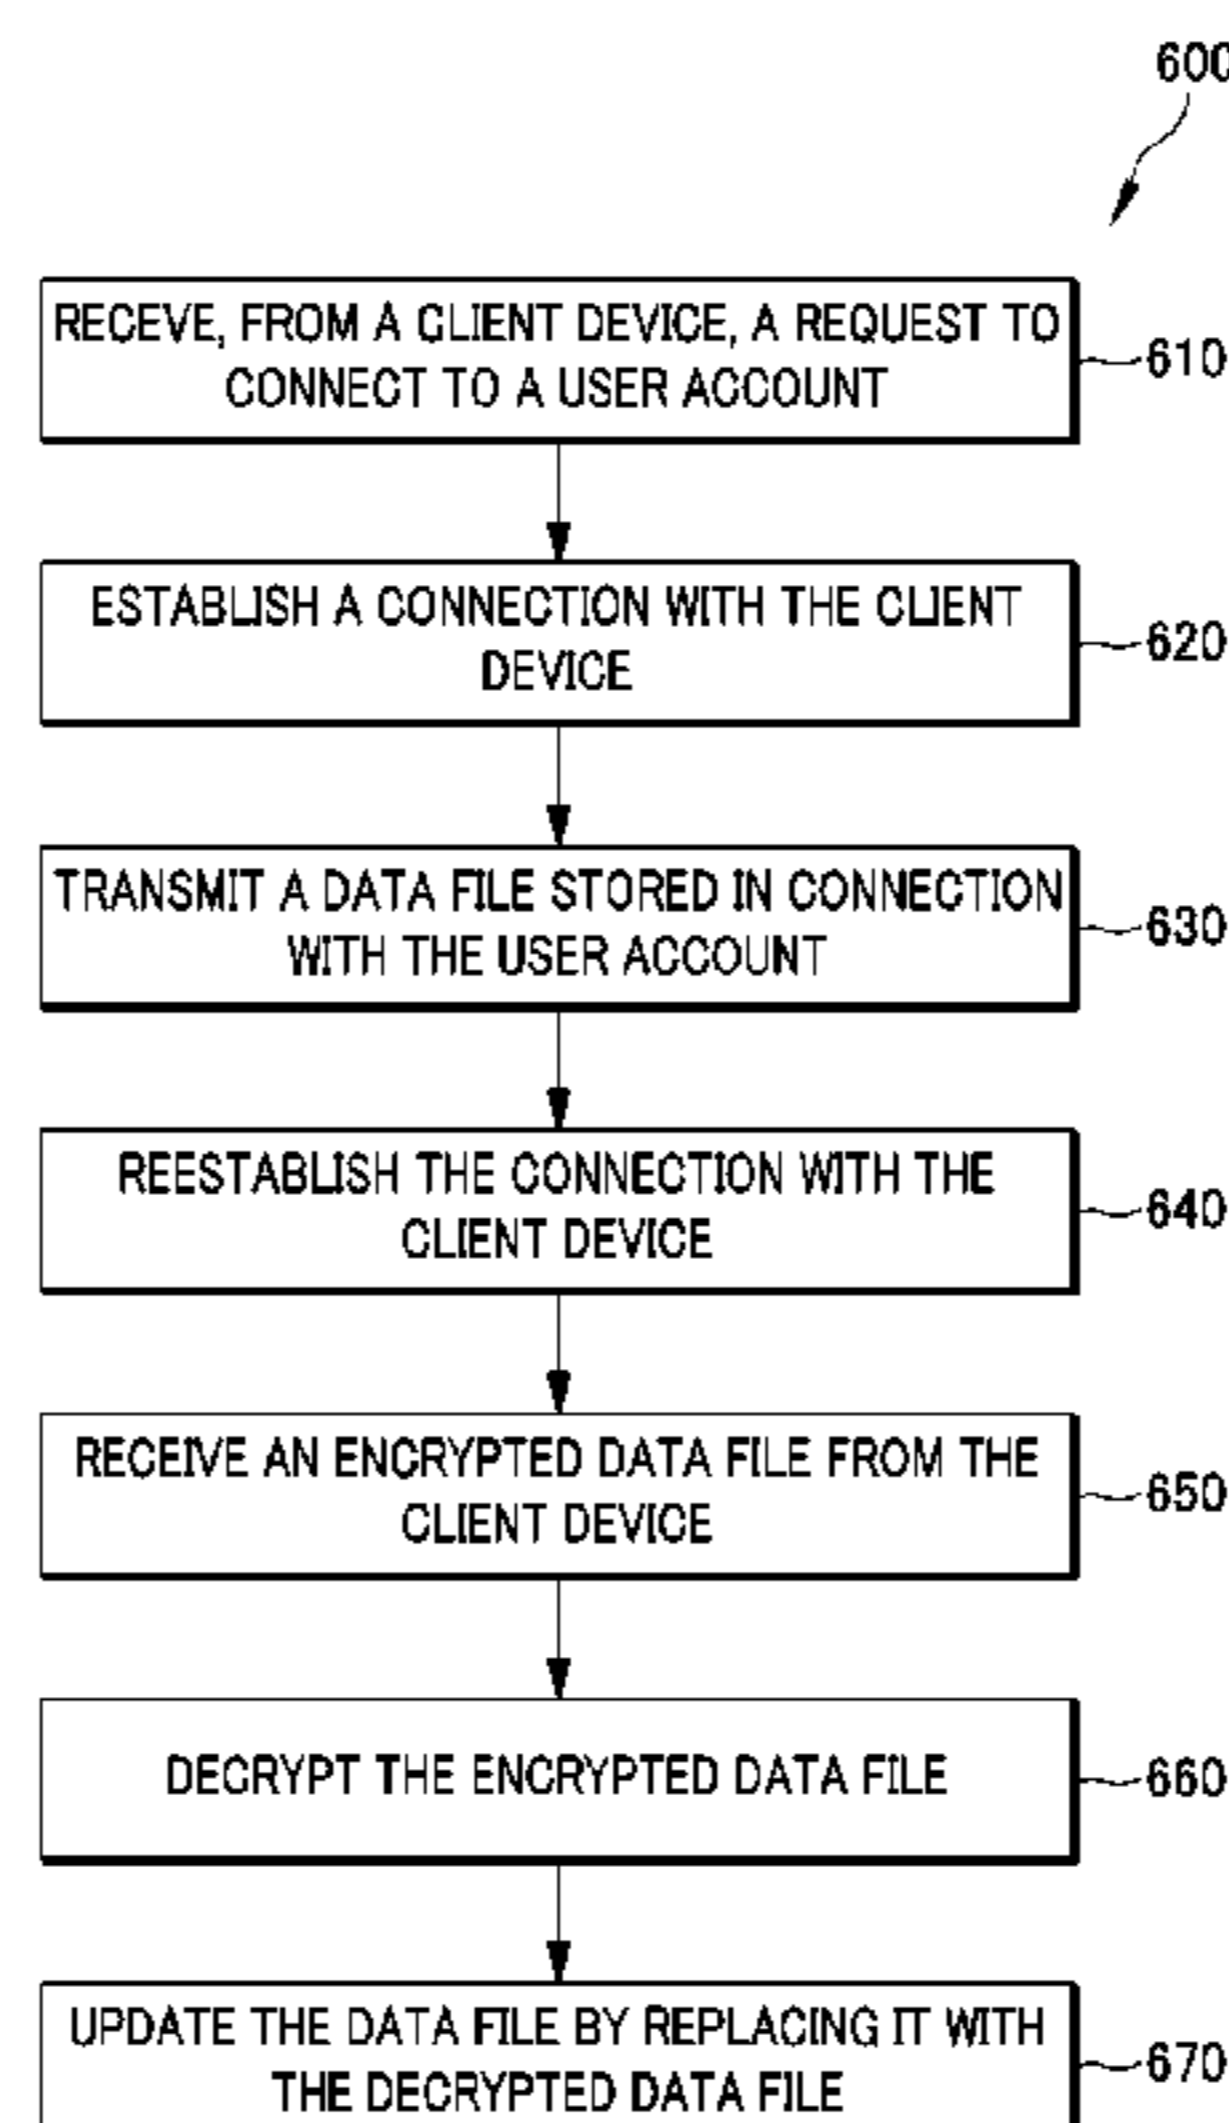 600
RECEVE, FROM A CLIENT DEVICE, A REQUEST TO
CONNECT TO A USER ACCOUNT
610
ESTABLISH A CONNECTION WITH THE CLIENT
DEVICE
620
TRANSMIT A DATA FILE STORED IN CONNECTION
WITH THE USER ACCOUNT
630
REESTABLISH THE CONNECTION WITH THE
CLIENT DEVICE
640
RECEIVE AN ENCRYPTED DATA FILE FROM THE
CLIENT DEVICE
650
DECRYPT THE ENCRYPTED DATA FILE
660
UPDATE THE DATA FILE BY REPLACING IT WITH
THE DECRYPTED DATA FILE
670